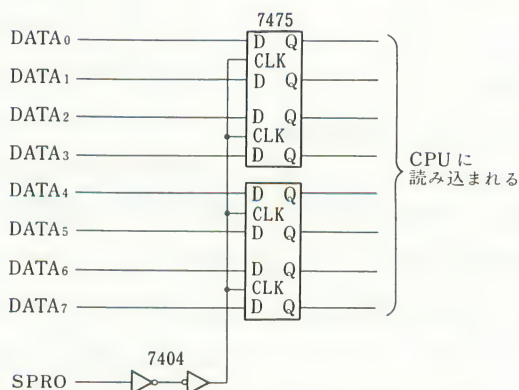 7475
DATA₀ D Q
CLK
DATA₁ D Q
DATA₂ D Q
CLK
DATA₃ D Q
DATA₄ D Q
CLK
DATA₅ D Q
DATA₆ D Q
CLK
DATA₇ D Q
CPUに
読み込まれる
7404
SPRO